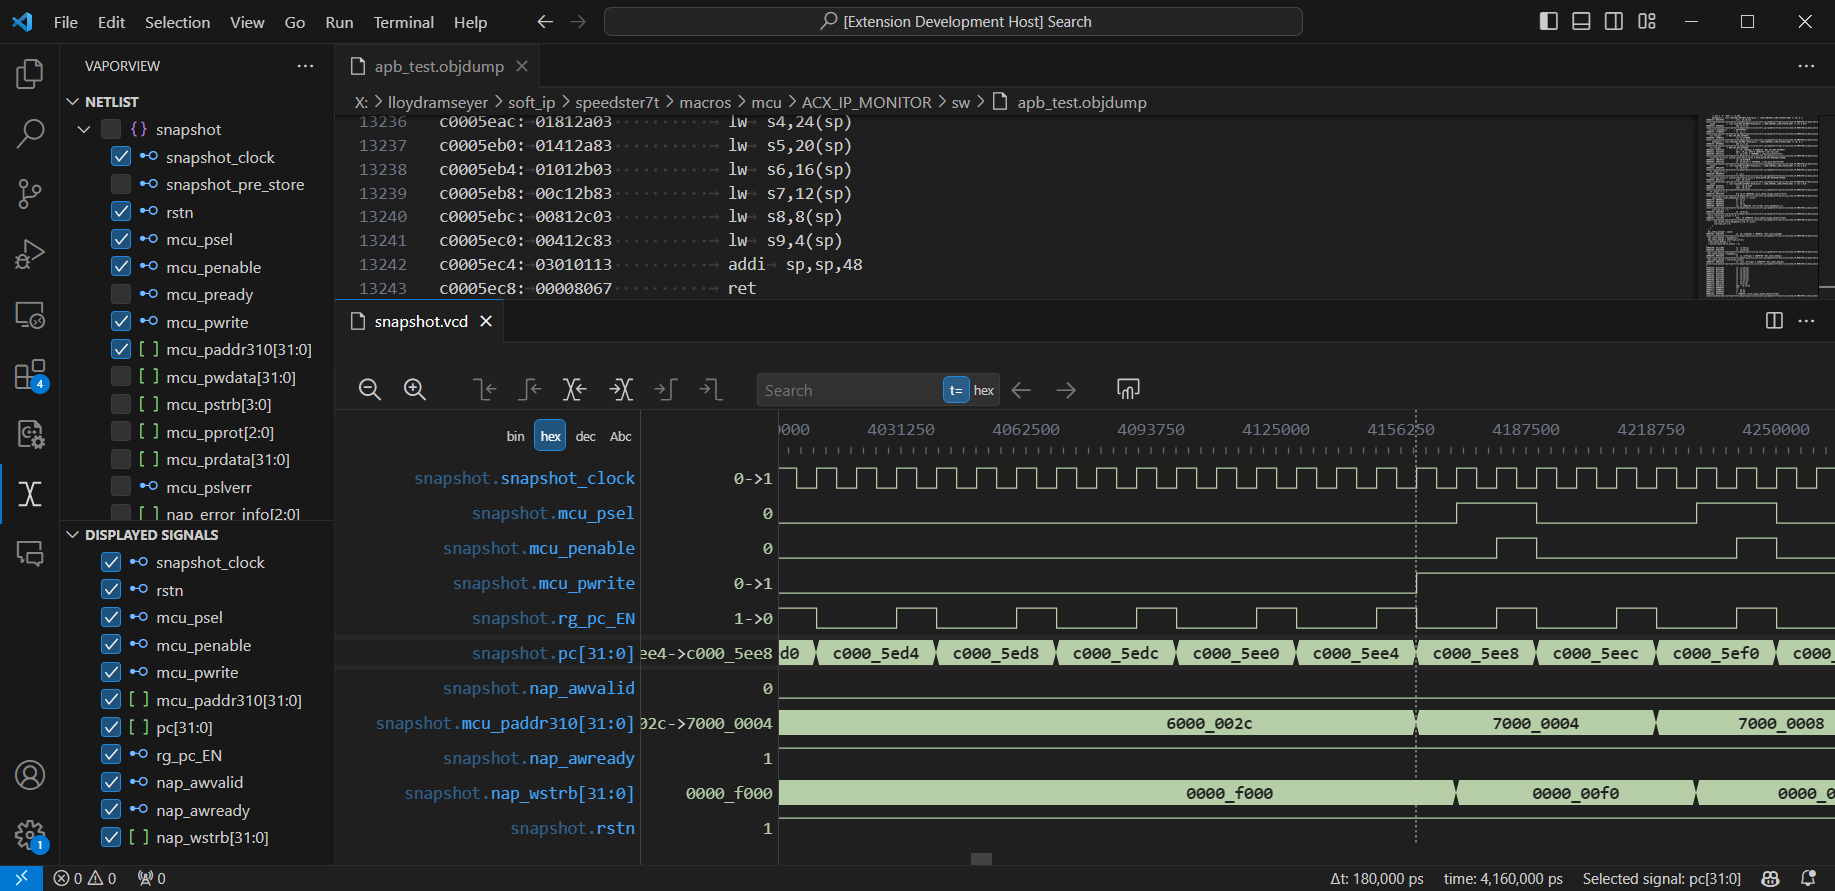 File Edit Selection View Go Run Terminal Help
[Extension Development Host] Search
VAPORVIEW
NETLIST
{} snapshot
snapshot_clock
snapshot_pre_store
rstn
mcu_psel
mcu_penable
mcu_pready
mcu_pwrite
[ ] mcu_paddr310[31:0]
[ ] mcu_pwdata[31:0]
[ ] mcu_pstrb[3:0]
[ ] mcu_pprot[2:0]
[ ] mcu_prdata[31:0]
mcu_pslverr
[ ] nap_error_info[2:0]
DISPLAYED SIGNALS
snapshot_clock
rstn
mcu_psel
mcu_penable
mcu_pwrite
[ ] mcu_paddr310[31:0]
[ ] pc[31:0]
rg_pc_EN
nap_awvalid
nap_awready
[ ] nap_wstrb[31:0]
4
1
apb_test.objdump
X: > lloydramseyer > soft_ip > speedster7t > macros > mcu > ACX_IP_MONITOR > sw > apb_test.objdump
13236 c0005eac: 01812a03 lw s4,24(sp)
13237 c0005eb0: 01412a83 lw s5,20(sp)
13238 c0005eb4: 01012b03 lw s6,16(sp)
13239 c0005eb8: 00c12b83 lw s7,12(sp)
13240 c0005ebc: 00812c03 lw s8,8(sp)
13241 c0005ec0: 00412c83 lw s9,4(sp)
13242 c0005ec4: 03010113 addi sp,sp,48
13243 c0005ec8: 00008067 ret
snapshot.vcd
Search t= hex
bin hex dec Abc
0000 4031250 4062500 4093750 4125000 4156250 4187500 4218750 4250000
snapshot.snapshot_clock 0->1
snapshot.mcu_psel 0
snapshot.mcu_penable 0
snapshot.mcu_pwrite 0->1
snapshot.rg_pc_EN 1->0
snapshot.pc[31:0] ee4->c000_5ee8 d0 c000_5ed4 c000_5ed8 c000_5edc c000_5ee0 c000_5ee4 c000_5ee8 c000_5eec c000_5ef0 c000_
snapshot.nap_awvalid 0
snapshot.mcu_paddr310[31:0] 02c->7000_0004 6000_002c 7000_0004 7000_0008
snapshot.nap_awready 1
snapshot.nap_wstrb[31:0] 0000_f000 0000_f000 0000_00f0 0000_0
snapshot.rstn 1
0 0 0
Δt: 180,000 ps time: 4,160,000 ps Selected signal: pc[31:0]